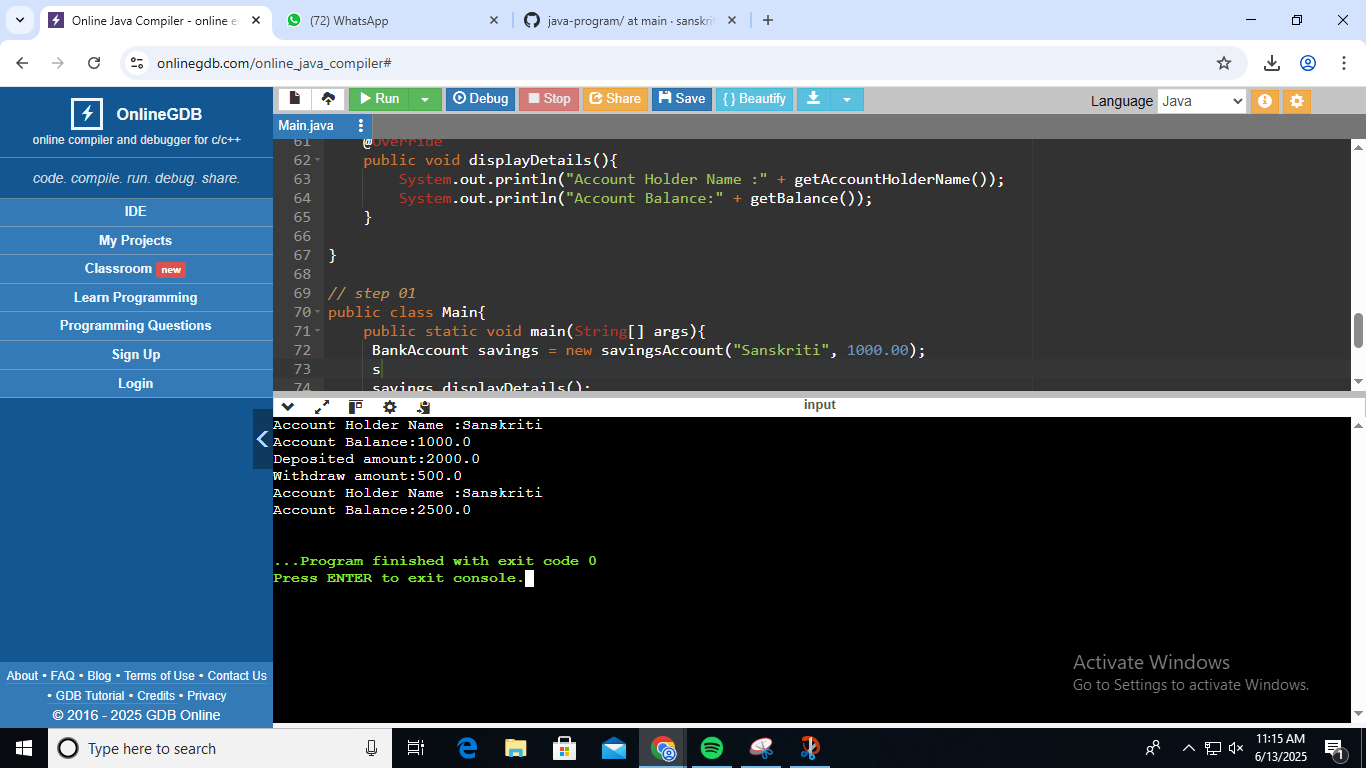 Online Java Compiler - online e
(72) WhatsApp
java-program/ at main · sanskrit
onlinegdb.com/online_java_compiler#
OnlineGDB
online compiler and debugger for c/c++
code. compile. run. debug. share.
IDE
My Projects
Classroom new
Learn Programming
Programming Questions
Sign Up
Login
About • FAQ • Blog • Terms of Use • Contact Us
• GDB Tutorial • Credits • Privacy
© 2016 - 2025 GDB Online
Run Debug Stop Share Save { } Beautify
Language Java
Main.java
61 @Override
62 public void displayDetails(){
63 System.out.println("Account Holder Name :" + getAccountHolderName());
64 System.out.println("Account Balance:" + getBalance());
65 }
66
67 }
68
69 // step 01
70 public class Main{
71 public static void main(String[] args){
72 BankAccount savings = new savingsAccount("Sanskriti", 1000.00);
73 s
74 savings.displayDetails();
input
Account Holder Name :Sanskriti
Account Balance:1000.0
Deposited amount:2000.0
Withdraw amount:500.0
Account Holder Name :Sanskriti
Account Balance:2500.0
...Program finished with exit code 0
Press ENTER to exit console.
Activate Windows
Go to Settings to activate Windows.
Type here to search
11:15 AM
6/13/2025
1